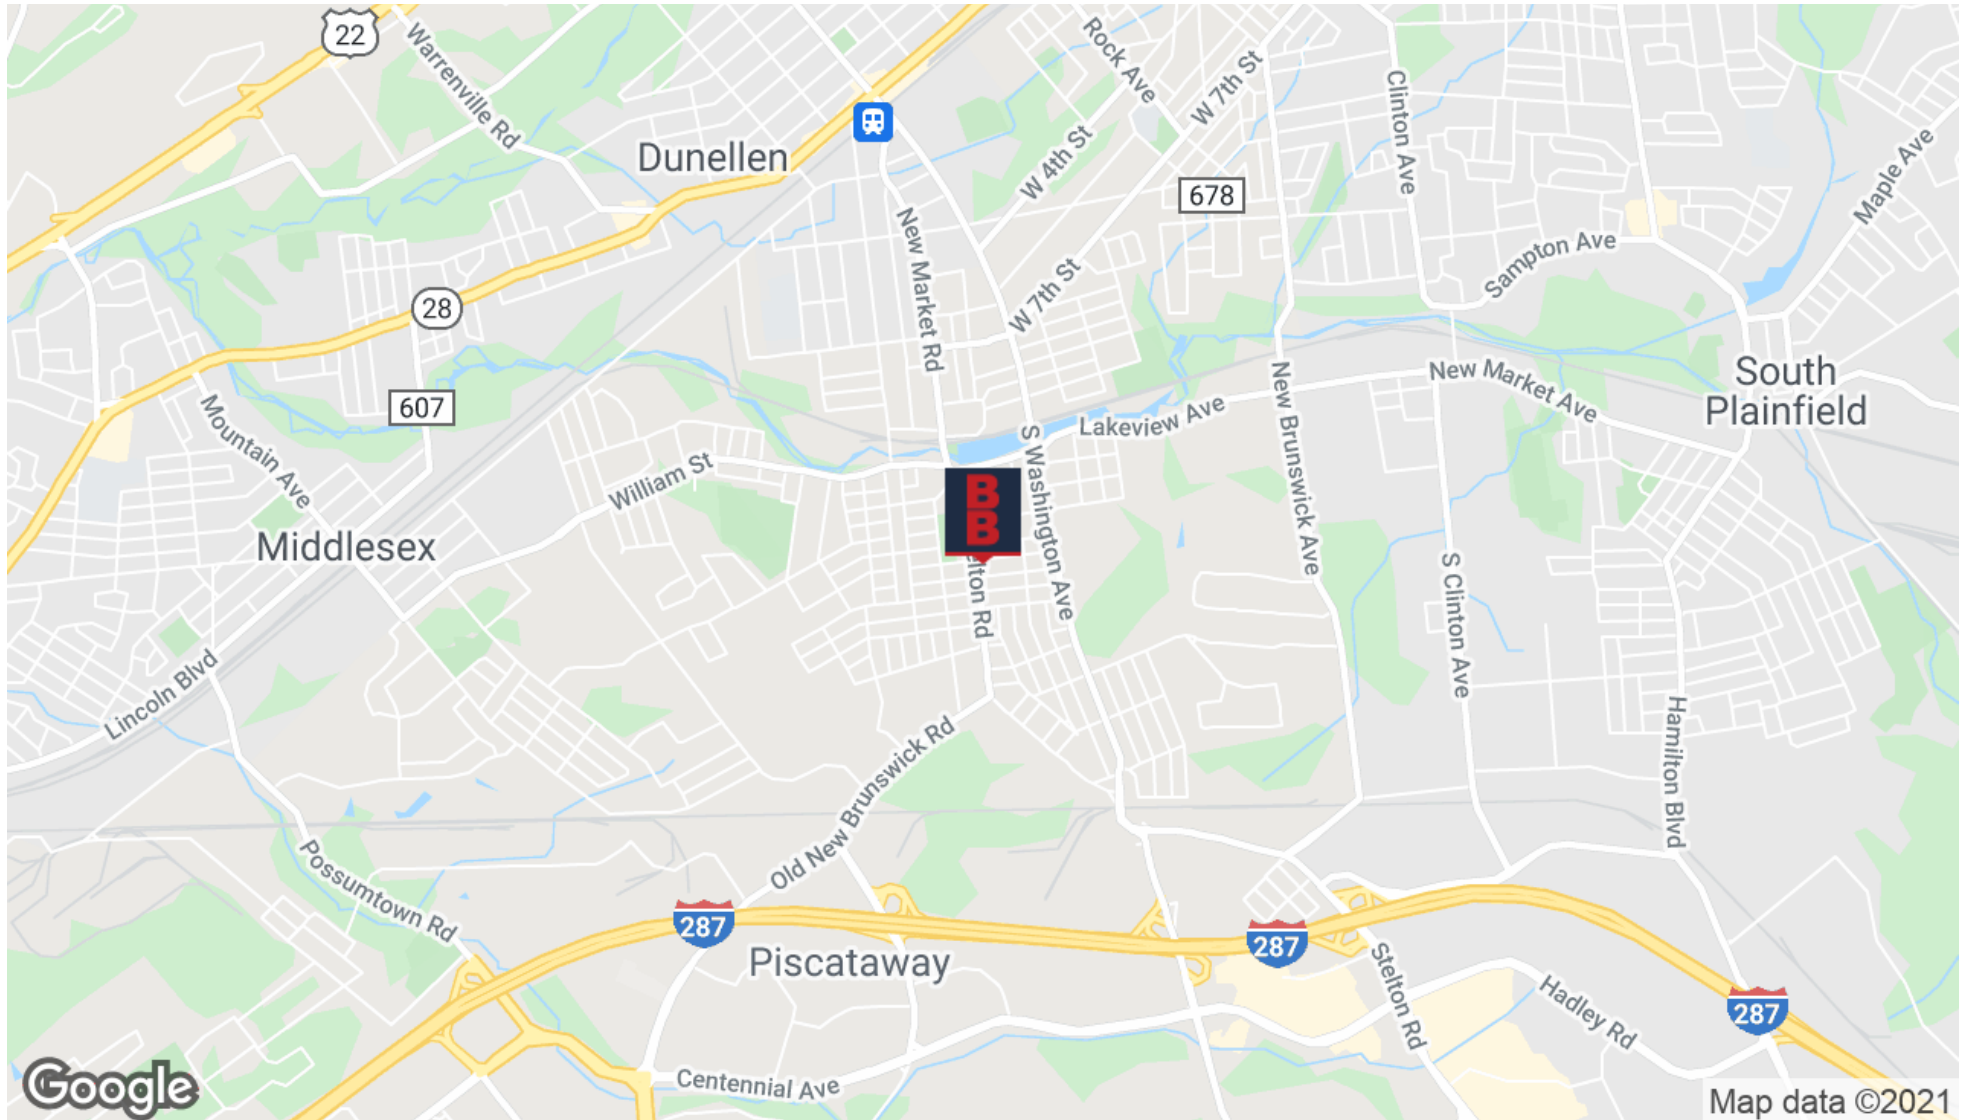 22
Warrenville Rd
Rock Ave
W 7th St
Clinton Ave
Maple Ave
Dunellen
W 4th St
678
New Market Rd
Sampton Ave
28
W 7th St
607
South
Plainfield
New Market Ave
Lakeview Ave
New Brunswick Ave
Mountain Ave
William St
S Washington Ave
B
B
Middlesex
lton Rd
S Clinton Ave
Lincoln Blvd
Hamilton Blvd
Old New Brunswick Rd
Possumtown Rd
287
287
Piscataway
Stelton Rd
Hadley Rd
287
Centennial Ave
Google
Map data ©2021